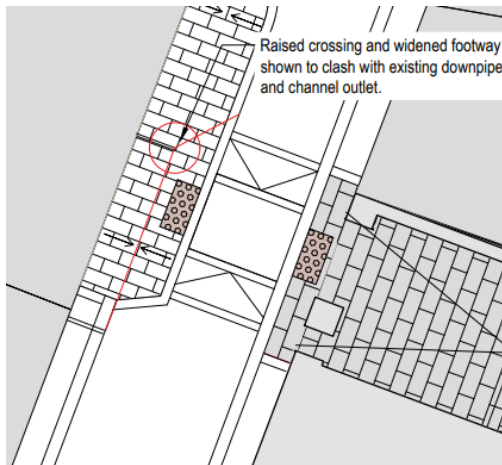 Raised crossing and widened footway
shown to clash with existing downpipe
and channel outlet.